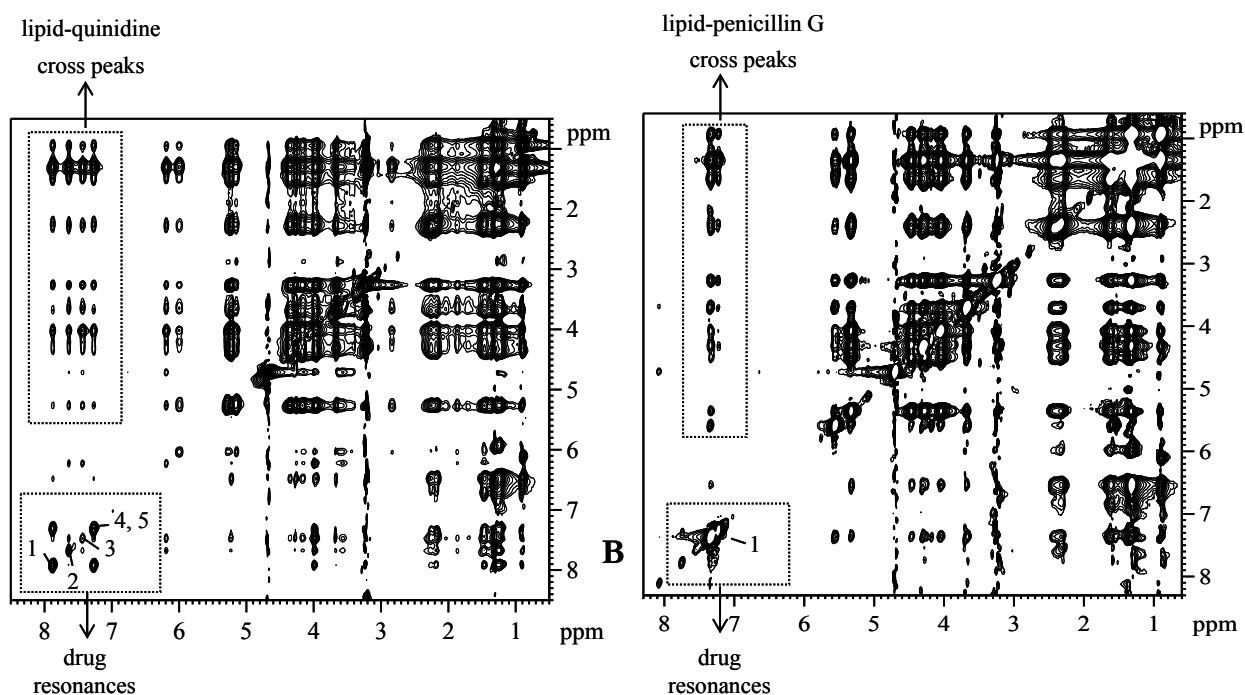 lipid-quinidine
cross peaks
ppm
2
3
4
5
6
7
8
1
2
3
4, 5
8 7 6 5 4 3 2 1 ppm
drug
resonances
B
lipid-penicillin G
cross peaks
ppm
2
3
4
5
6
7
8
1
8 7 6 5 4 3 2 1 ppm
drug
resonances